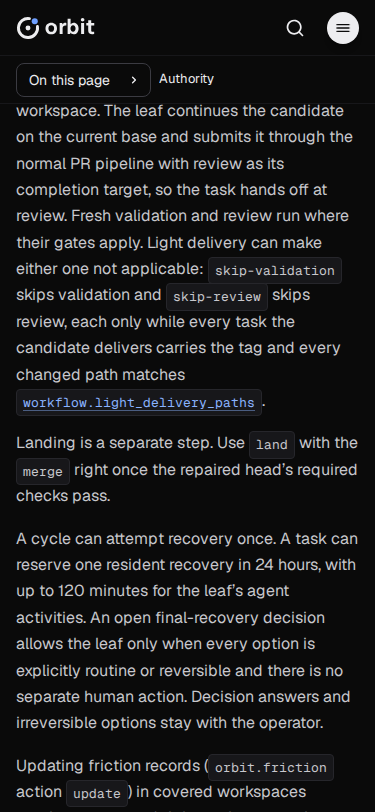 orbit
On this page
Authority
workspace. The leaf continues the candidate
on the current base and submits it through the
normal PR pipeline with review as its
completion target, so the task hands off at
review. Fresh validation and review run where
their gates apply. Light delivery can make
either one not applicable: skip-validation
skips validation and skip-review skips
review, each only while every task the
candidate delivers carries the tag and every
changed path matches
workflow.light_delivery_paths.
Landing is a separate step. Use land with the
merge right once the repaired head’s required
checks pass.
A cycle can attempt recovery once. A task can
reserve one resident recovery in 24 hours, with
up to 120 minutes for the leaf’s agent
activities. An open final-recovery decision
allows the leaf only when every option is
explicitly routine or reversible and there is no
separate human action. Decision answers and
irreversible options stay with the operator.
Updating friction records (orbit.friction
action update) in covered workspaces